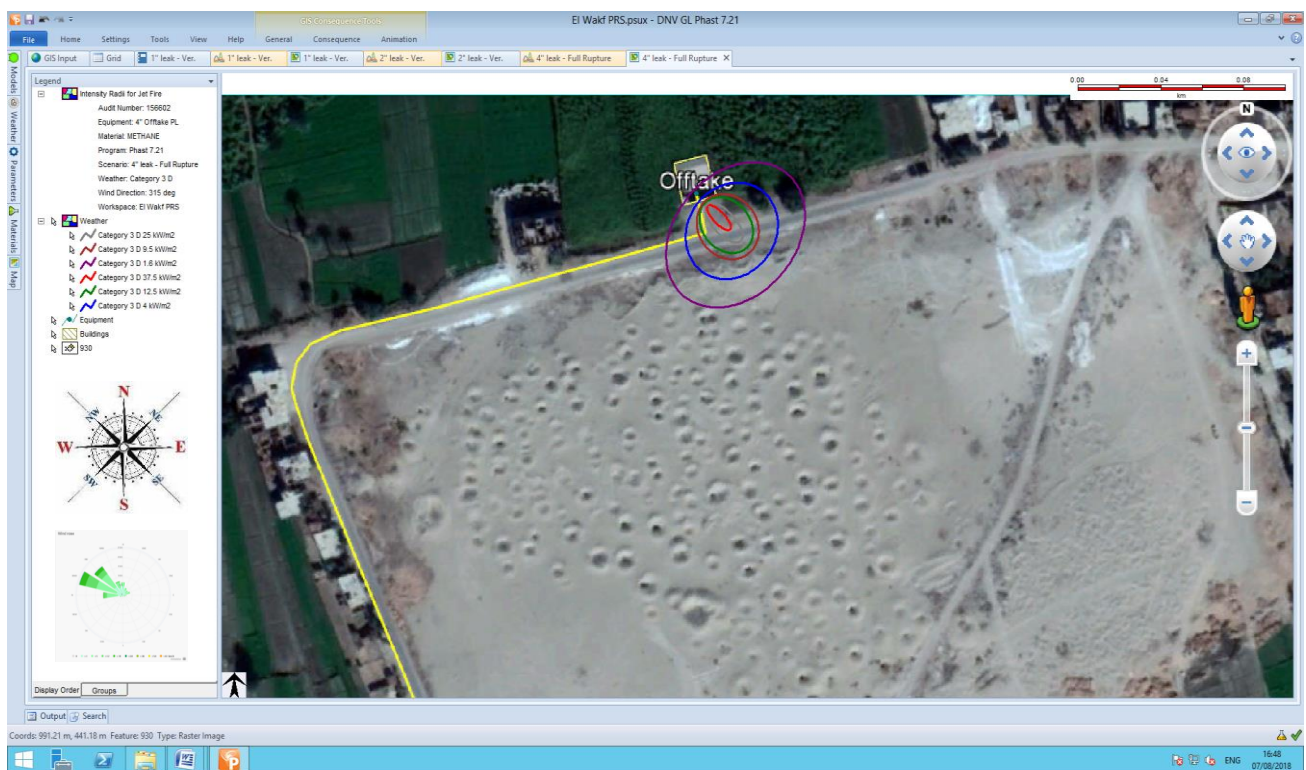 GIS Consequence Tools
El Wakf PRS.psux - DNV GL Phast 7.21
File Home Settings Tools View Help General Consequence Animation
GIS Input Grid 1" leak - Ver. 1" leak - Ver. 1" leak - Ver. 2" leak - Ver. 2" leak - Ver. 4" leak - Full Rupture 4" leak - Full Rupture
Models
Weather
Parameters
Materials
Map
Legend
Intensity Radii for Jet Fire
Audit Number: 156602
Equipment: 4" Offtake PL
Material: METHANE
Program: Phast 7.21
Scenario: 4" leak - Full Rupture
Weather: Category 3 D
Wind Direction: 315 deg
Workspace: El Wakf PRS
Weather
Category 3 D 25 kW/m2
Category 3 D 9.5 kW/m2
Category 3 D 1.6 kW/m2
Category 3 D 37.5 kW/m2
Category 3 D 12.5 kW/m2
Category 3 D 4 kW/m2
Equipment
Buildings
930
N
NW NE
W E
SW SE
S
0.00 0.04 0.08
km
N
Offtake
Display Order Groups
Output Search
Coords: 991.21 m, 441.18 m Feature: 930 Type: Raster Image
ENG
16:48
07/08/2018